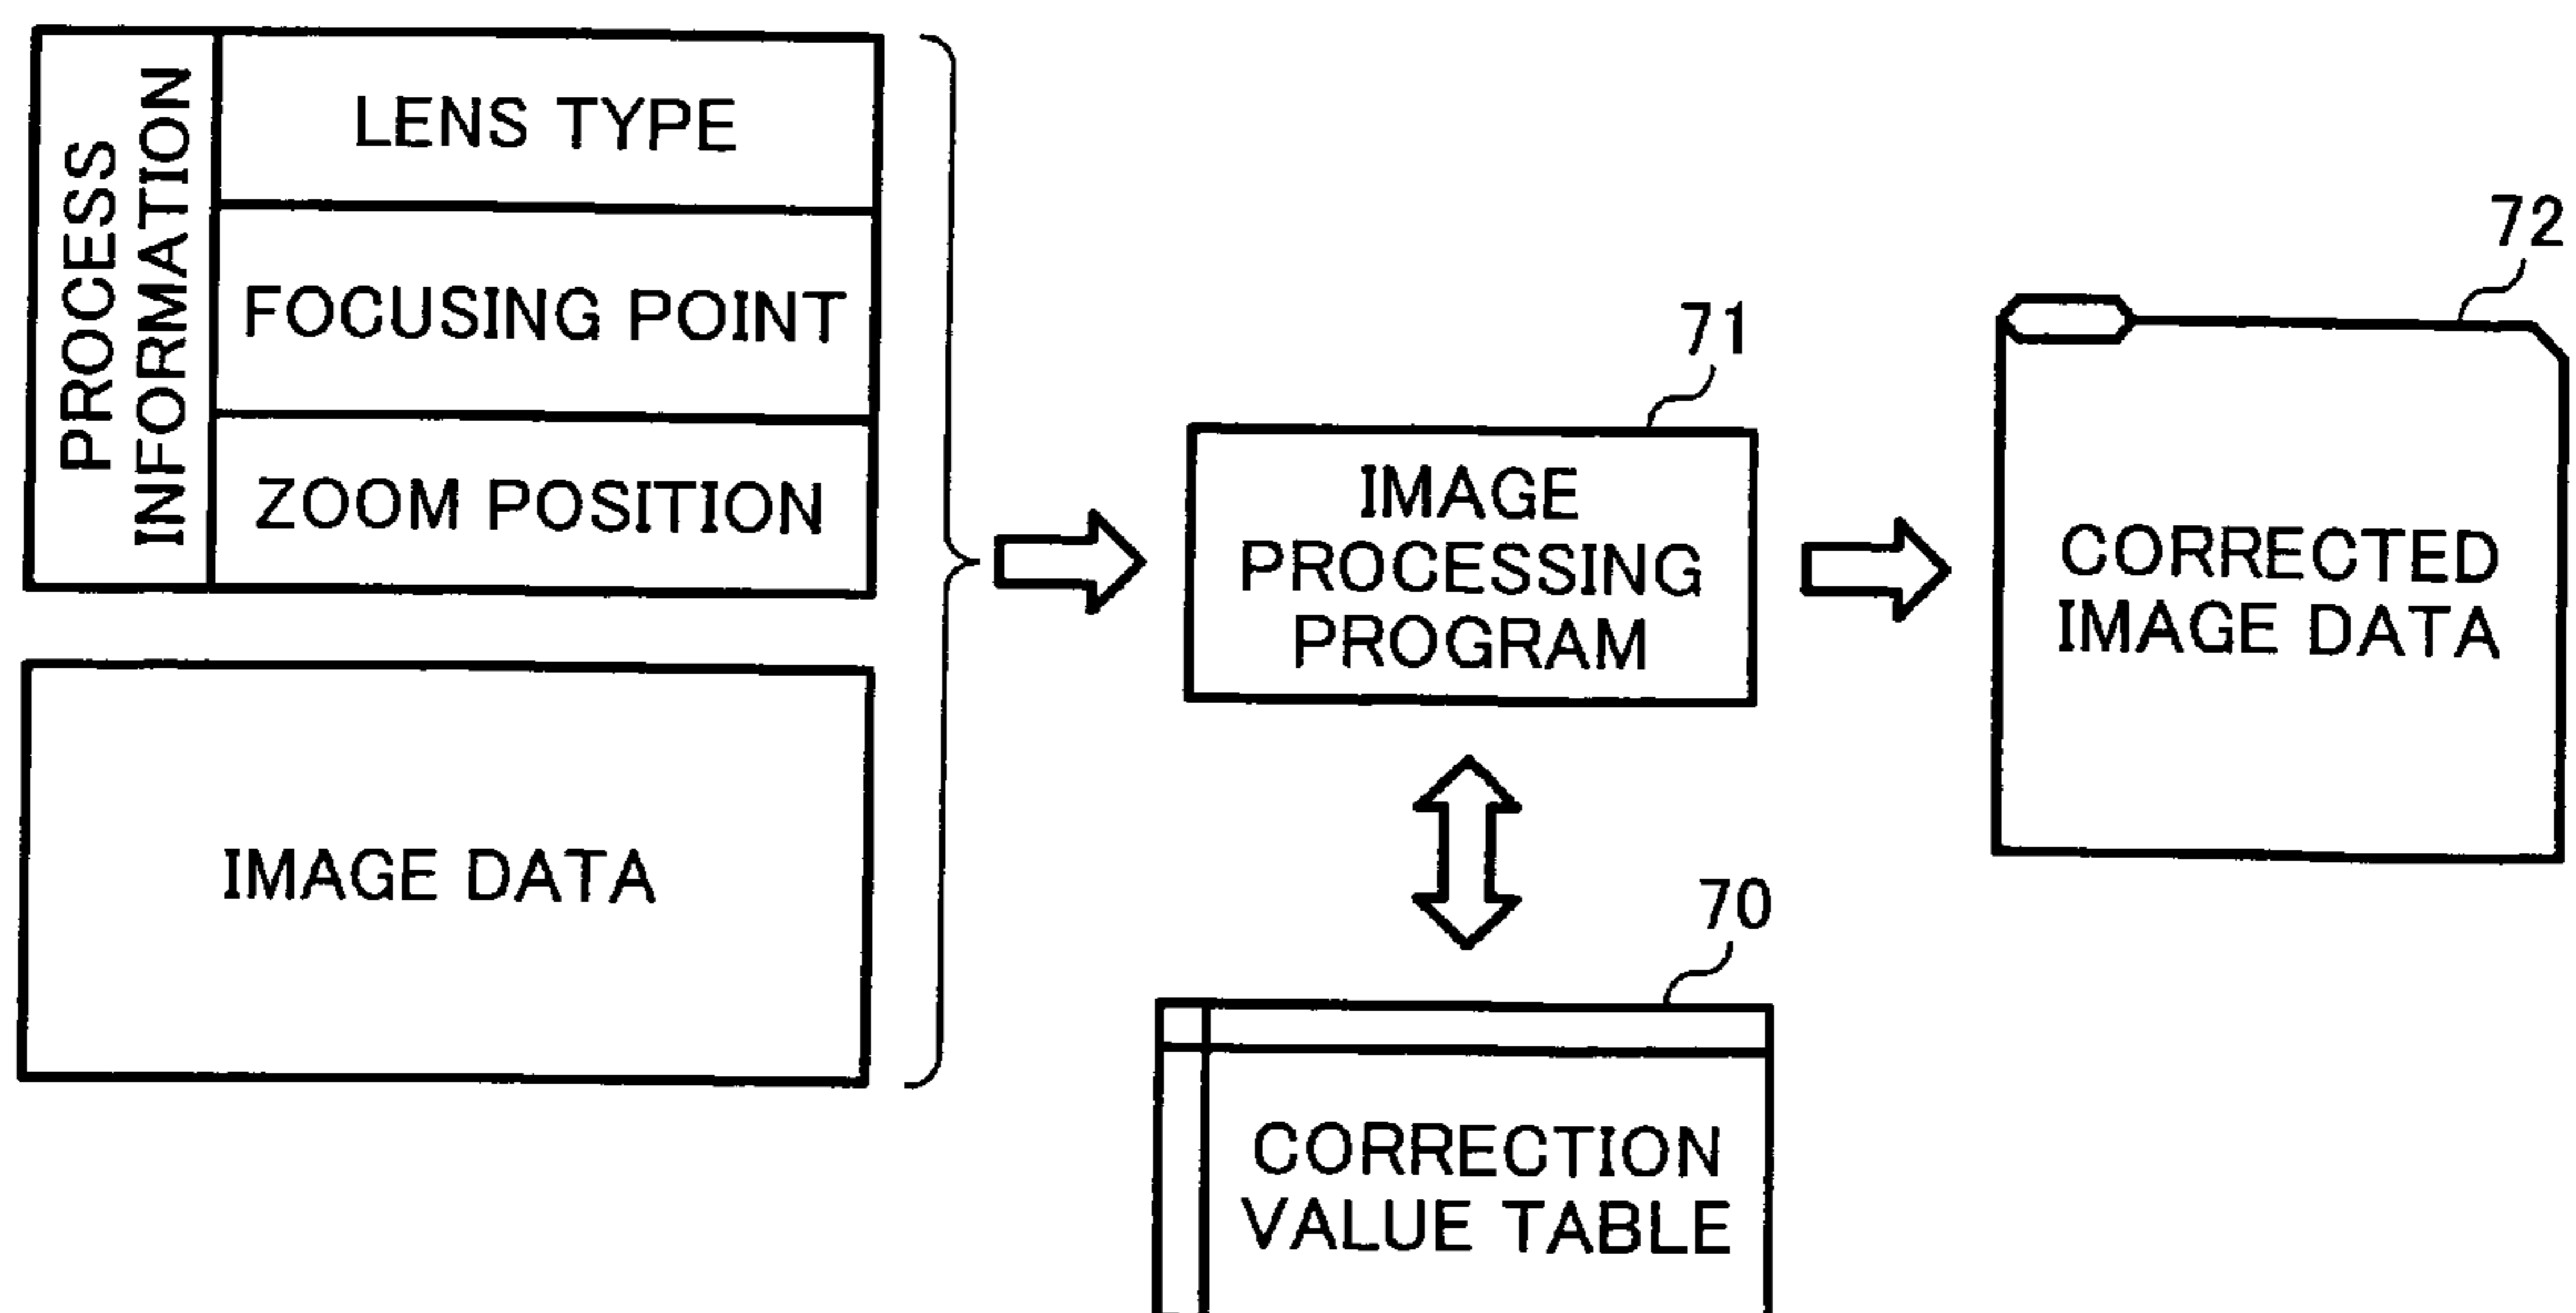 PROCESS
INFORMATION
LENS TYPE
FOCUSING POINT
ZOOM POSITION
IMAGE DATA
71
IMAGE
PROCESSING
PROGRAM
72
CORRECTED
IMAGE DATA
70
CORRECTION
VALUE TABLE